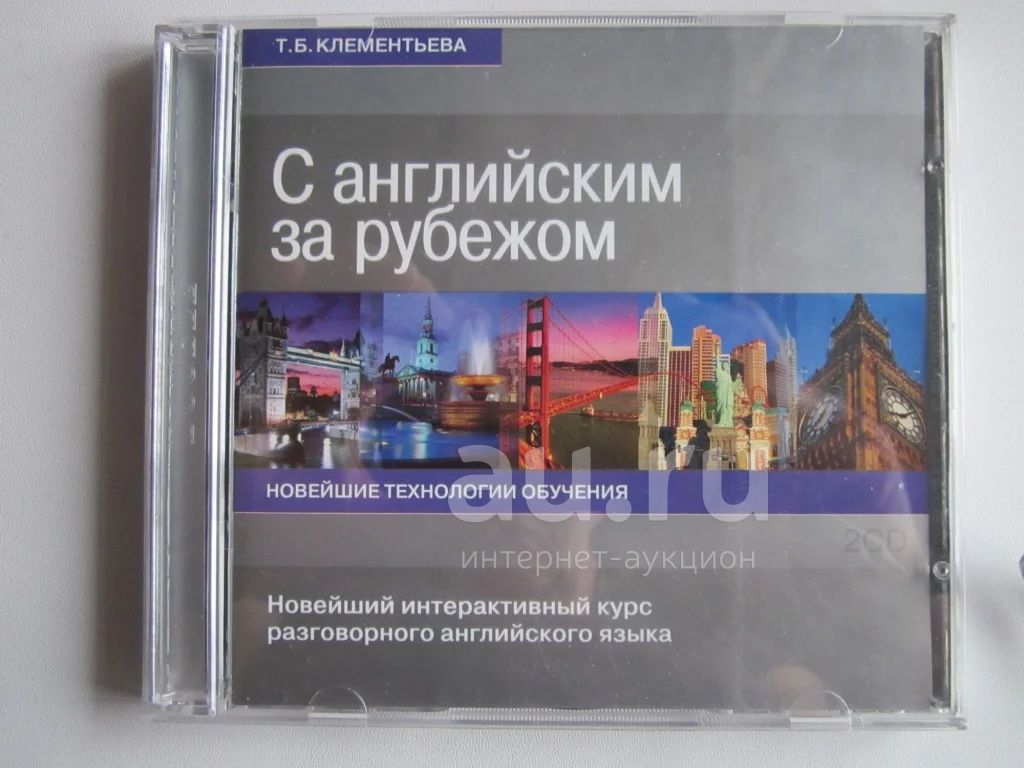 Т.Б. КЛЕМЕНТЬЕВА
С английским
за рубежом
au.ru
НОВЕЙШИЕ ТЕХНОЛОГИИ ОБУЧЕНИЯ
2CD
интернет-аукцион
Новейший интерактивный курс
разговорного английского языка